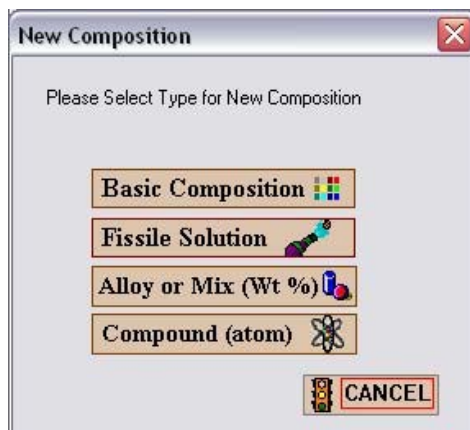 New Composition
Please Select Type for New Composition
Basic Composition
Fissile Solution
Alloy or Mix (Wt %)
Compound (atom)
CANCEL